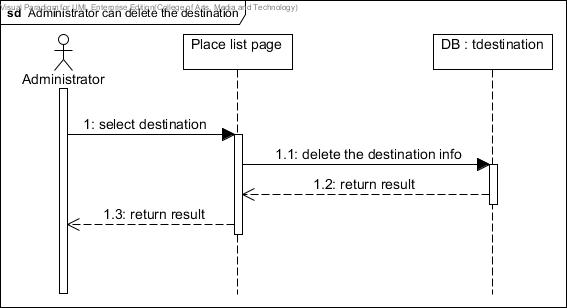 Visual Paradigm for UML Enterprise Edition(College of Arts, Media and Technology)
sd Administrator can delete the destination
Place list page
DB : tdestination
Administrator
1: select destination
1.1: delete the destination info
1.2: return result
1.3: return result